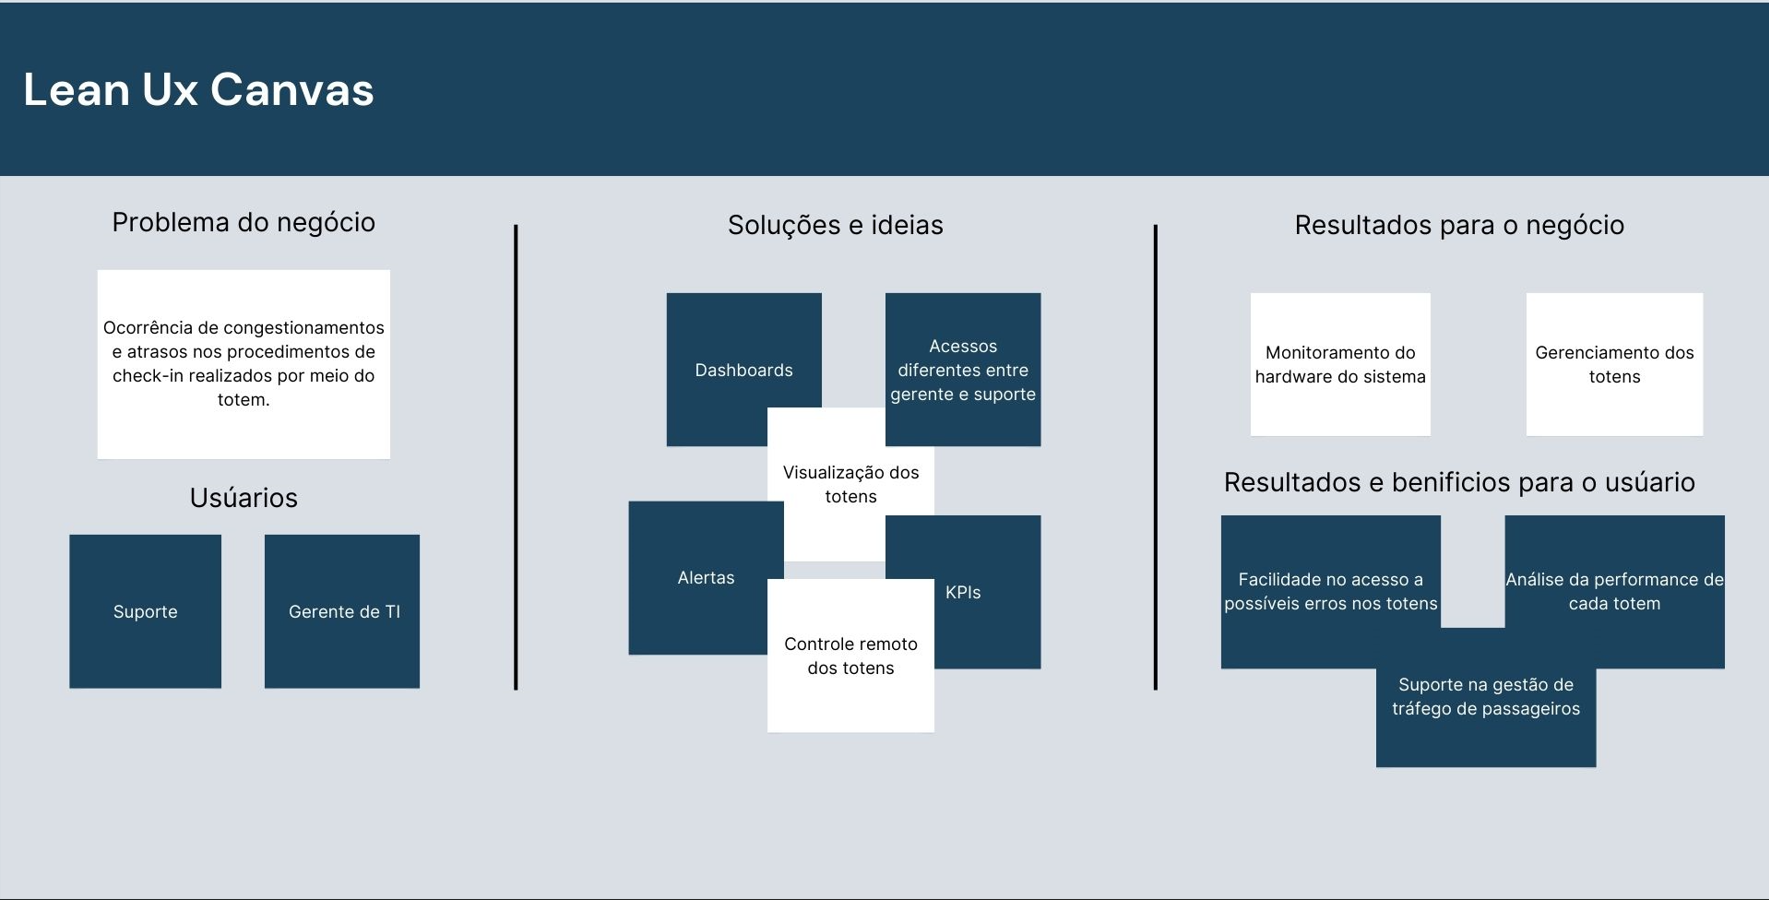 Lean Ux Canvas
Problema do negócio
Ocorrência de congestionamentos
e atrasos nos procedimentos de
check-in realizados por meio do
totem.
Usúarios
Suporte
Gerente de TI
Soluções e ideias
Dashboards
Acessos
diferentes entre
gerente e suporte
Visualização dos
totens
Alertas
KPIs
Controle remoto
dos totens
Resultados para o negócio
Monitoramento do
hardware do sistema
Gerenciamento dos
totens
Resultados e benificios para o usúario
Facilidade no acesso a
possíveis erros nos totens
Análise da performance de
cada totem
Suporte na gestão de
tráfego de passageiros